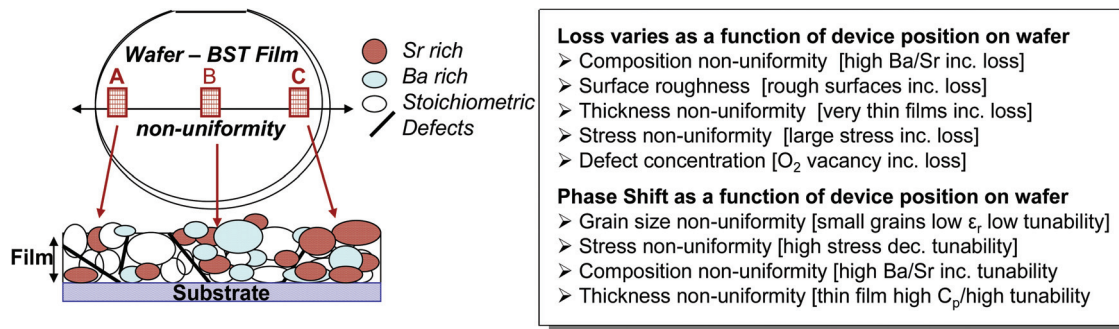 Wafer – BST Film
A B C
non-uniformity
Sr rich
Ba rich
Stoichiometric
Defects
Film
Substrate
Loss varies as a function of device position on wafer
➢ Composition non-uniformity [high Ba/Sr inc. loss]
➢ Surface roughness [rough surfaces inc. loss]
➢ Thickness non-uniformity [very thin films inc. loss]
➢ Stress non-uniformity [large stress inc. loss]
➢ Defect concentration [O₂ vacancy inc. loss]
Phase Shift as a function of device position on wafer
➢ Grain size non-uniformity [small grains low εᵣ low tunability]
➢ Stress non-uniformity [high stress dec. tunability]
➢ Composition non-uniformity [high Ba/Sr inc. tunability
➢ Thickness non-uniformity [thin film high Cₚ/high tunability